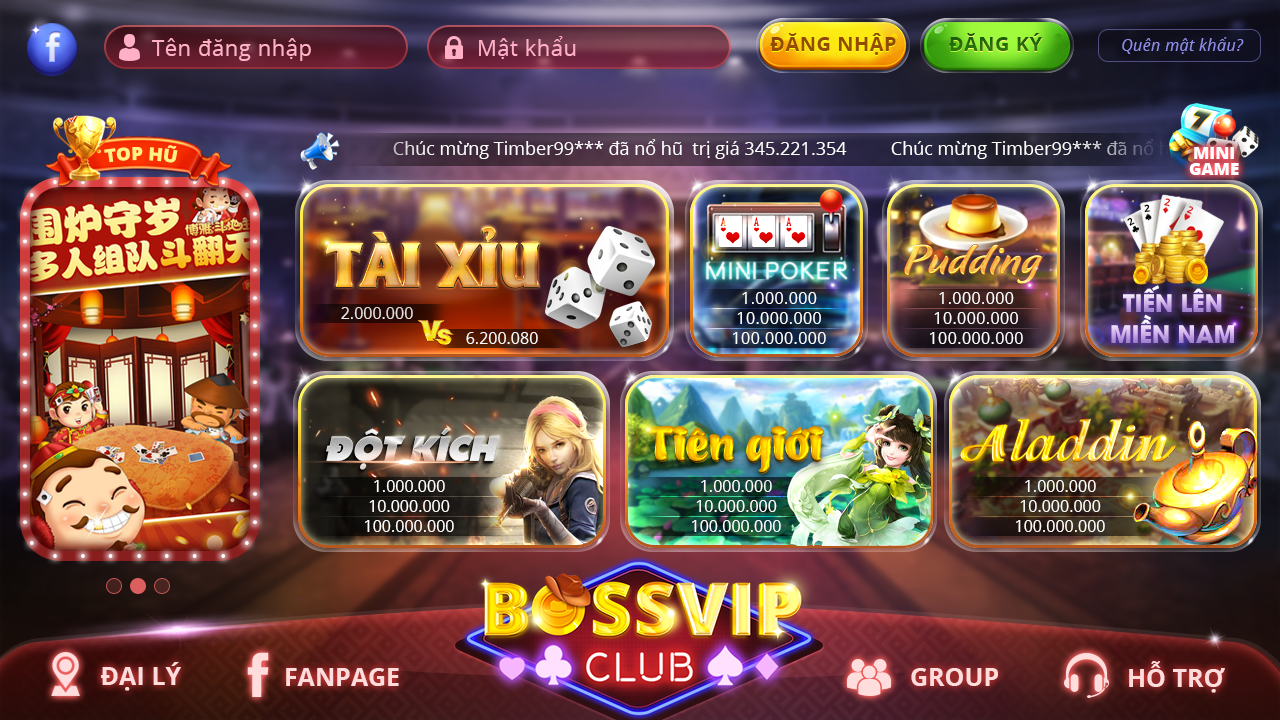 f
Tên đăng nhập
Mật khẩu
ĐĂNG NHẬP
ĐĂNG KÝ
Quên mật khẩu?
TOP HŨ
Chúc mừng Timber99*** đã nổ hũ trị giá 345.221.354
Chúc mừng Timber99*** đã nổ h
7
MINI
GAME
围炉守岁
多人组队斗翻天
TÀI XỈU
2.000.000
Vs
6.200.080
A A A
MINI POKER
1.000.000
10.000.000
100.000.000
Pudding
1.000.000
10.000.000
100.000.000
2 2 2 2
TIẾN LÊN
MIỀN NAM
ĐỘT KÍCH
1.000.000
10.000.000
100.000.000
Tiên giới
1.000.000
10.000.000
100.000.000
Aladdin
1.000.000
10.000.000
100.000.000
BOSSVIP
CLUB
ĐẠI LÝ
f
FANPAGE
GROUP
HỖ TRỢ